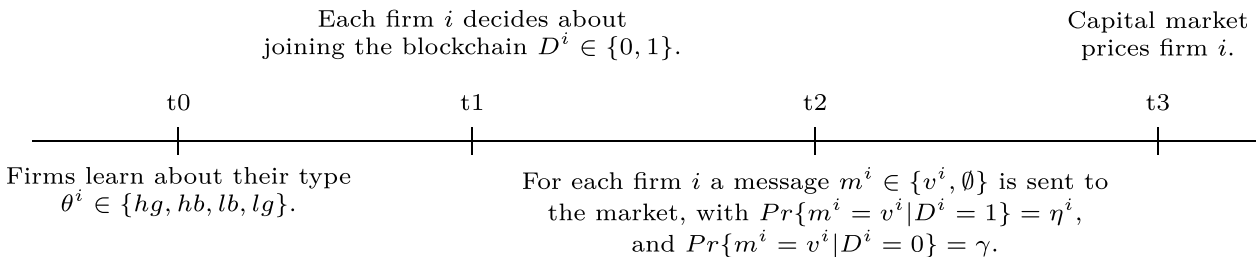 Each firm i decides about
joining the blockchain D^i ∈ {0, 1}.
Capital market
prices firm i.
t0
t1
t2
t3
Firms learn about their type
θ^i ∈ {hg, hb, lb, lg}.
For each firm i a message m^i ∈ {v^i, ∅} is sent to
the market, with Pr{m^i = v^i|D^i = 1} = η^i,
and Pr{m^i = v^i|D^i = 0} = γ.